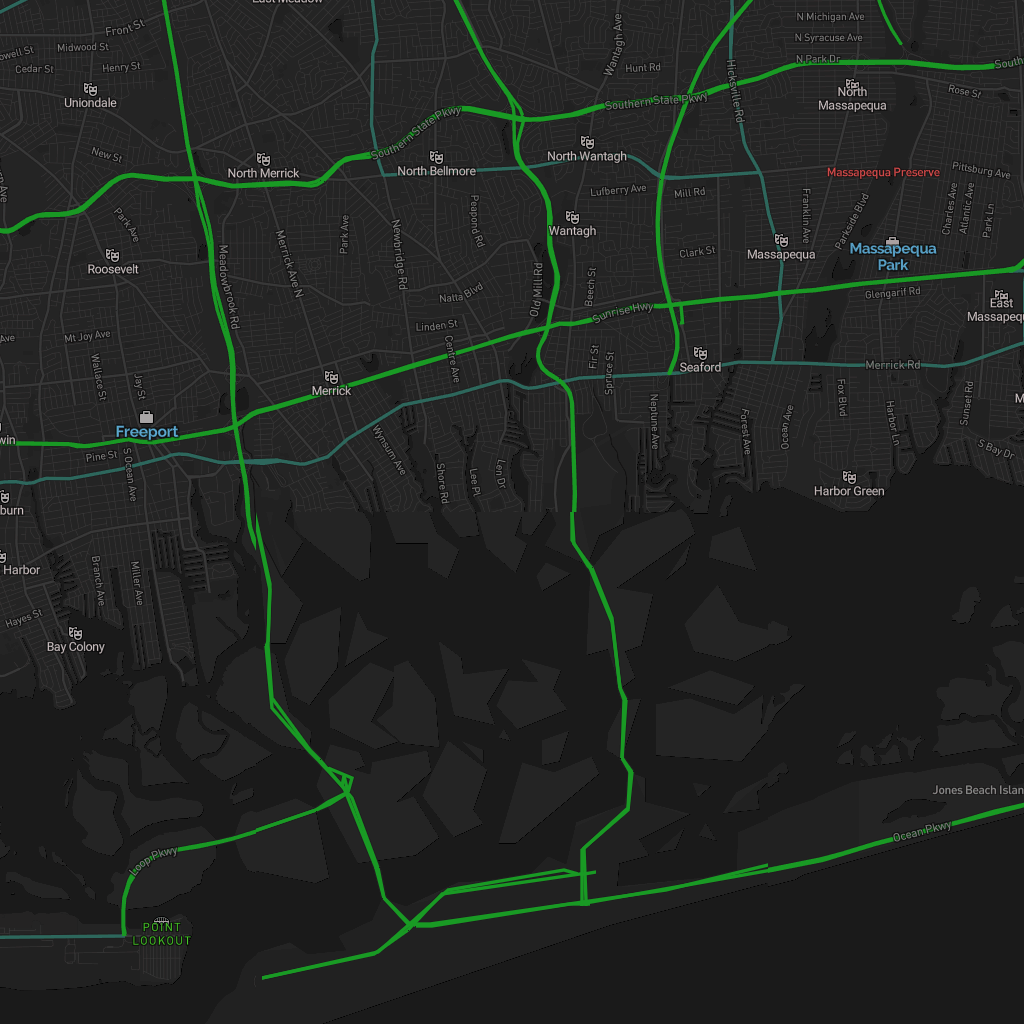 East Meadow
Front St
N Michigan Ave
Midwood St
N Syracuse Ave
owell St
Wantagh Ave
N Park Dr
Cedar St
Henry St
Hunt Rd
Hicksville Rd
South
Uniondale
North
Massapequa
Rose St
Southern State Pkwy
Southern State Pkwy
New St
North Merrick
North Bellmore
North Wantagh
Massapequa Preserve
Pittsburg Ave
rn Ave
Lufberry Ave
Mill Rd
Park Ave
Park Ave
Peapond Rd
Newbridge Rd
Wantagh
Franklin Ave
Parkside Blvd
Charles Ave
Atlantic Ave
Park Ln
Roosevelt
Meadowbrook Rd
Merrick Ave N
Clark St
Massapequa
Massapequa
Park
Old Mill Rd
Beech St
Natta Blvd
Glengarif Rd
East
Massapequ
Sunrise Hwy
Linden St
Mt Joy Ave
Ave
Centre Ave
Fir St
Spruce St
Seaford
Merrick Rd
Wallace St
Jay St
Merrick
Fox Blvd
Harbor Ln
Sunset Rd
M
Neptune Ave
Forest Ave
Ocean Ave
Freeport
win
Pine St
S Ocean Ave
Wynsum Ave
Shore Rd
Lee Pl
Len Dr
S Bay Dr
Harbor Green
burn
Harbor
Branch Ave
Miller Ave
Hayes St
Bay Colony
Jones Beach Islan
Ocean Pkwy
Loop Pkwy
POINT
LOOKOUT